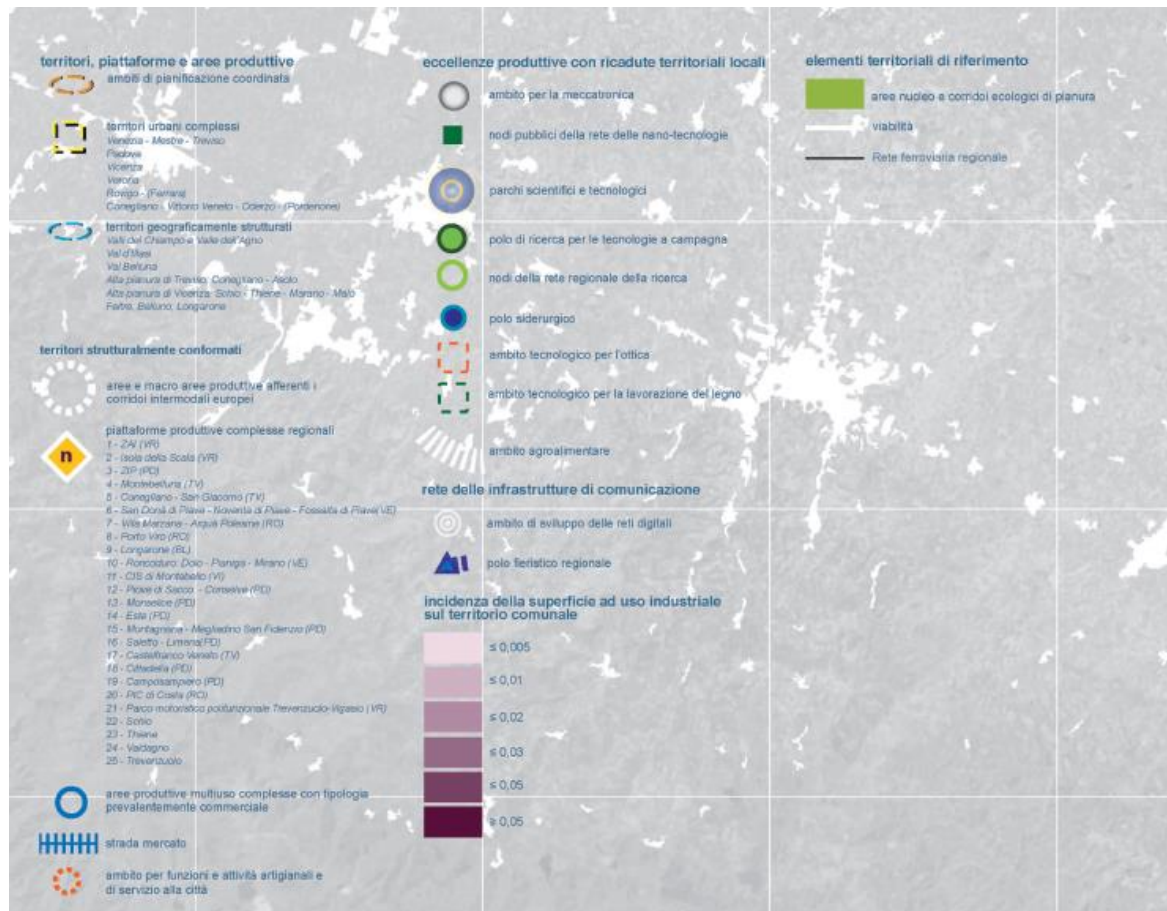 territori, piattaforme e aree produttive
ambiti di pianificazione coordinata
territori urbani complessi
Venezia - Mestre - Treviso
Padova
Vicenza
Verona
Rovigo - (Ferrara)
Conegliano - Vittorio Veneto - Oderzo - (Pordenone)
territori geograficamente strutturati
Valli del Chiampo e Valle dell'Agno
Val d'Illasi
Val Belluna
Alta pianura di Treviso, Conegliano - Asolo
Alta pianura di Vicenza, Schio - Thiene - Marano - Malo
Feltre, Belluno, Longarone
territori strutturalmente conformati
aree e macro aree produttive afferenti i
corridoi intermodali europei
piattaforme produttive complesse regionali
n
1 - ZAI (VR)
2 - Isola della Scala (VR)
3 - ZIP (PD)
4 - Montebelluna (TV)
5 - Conegliano - San Giacomo (TV)
6 - San Donà di Piave - Noventa di Piave - Fossalta di Piave(VE)
7 - Villa Marzana - Arquà Polesine (RO)
8 - Porto Viro (RO)
9 - Longarone (BL)
10 - Roncoduro: Dolo - Pianiga - Mirano (VE)
11 - CIS di Montebello (VI)
12 - Piove di Sacco - Conselve (PD)
13 - Monselice (PD)
14 - Este (PD)
15 - Montagnana - Megliadino San Fidenzio (PD)
16 - Saletto - Limena(PD)
17 - Castelfranco Veneto (TV)
18 - Cittadella (PD)
19 - Camposampiero (PD)
20 - PIC di Costa (RO)
21 - Parco motoristico polifunzionale Trevenzuolo-Vigasio (VR)
22 - Schio
23 - Thiene
24 - Valdagno
25 - Trevenzuolo
aree produttive multiuso complesse con tipologia
prevalentemente commerciale
strada mercato
ambito per funzioni e attività artigianali e
di servizio alla città
eccellenze produttive con ricadute territoriali locali
ambito per la meccatronica
nodi pubblici della rete delle nano-tecnologie
parchi scientifici e tecnologici
polo di ricerca per le tecnologie a campagna
nodi della rete regionale della ricerca
polo siderurgico
ambito tecnologico per l'ottica
ambito tecnologico per la lavorazione del legno
ambito agroalimentare
rete delle infrastrutture di comunicazione
ambito di sviluppo delle reti digitali
polo fieristico regionale
incidenza della superficie ad uso industriale
sul territorio comunale
≤ 0,005
≤ 0,01
≤ 0,02
≤ 0,03
≤ 0,05
≥ 0,05
elementi territoriali di riferimento
aree nucleo e corridoi ecologici di pianura
viabilità
Rete ferroviaria regionale